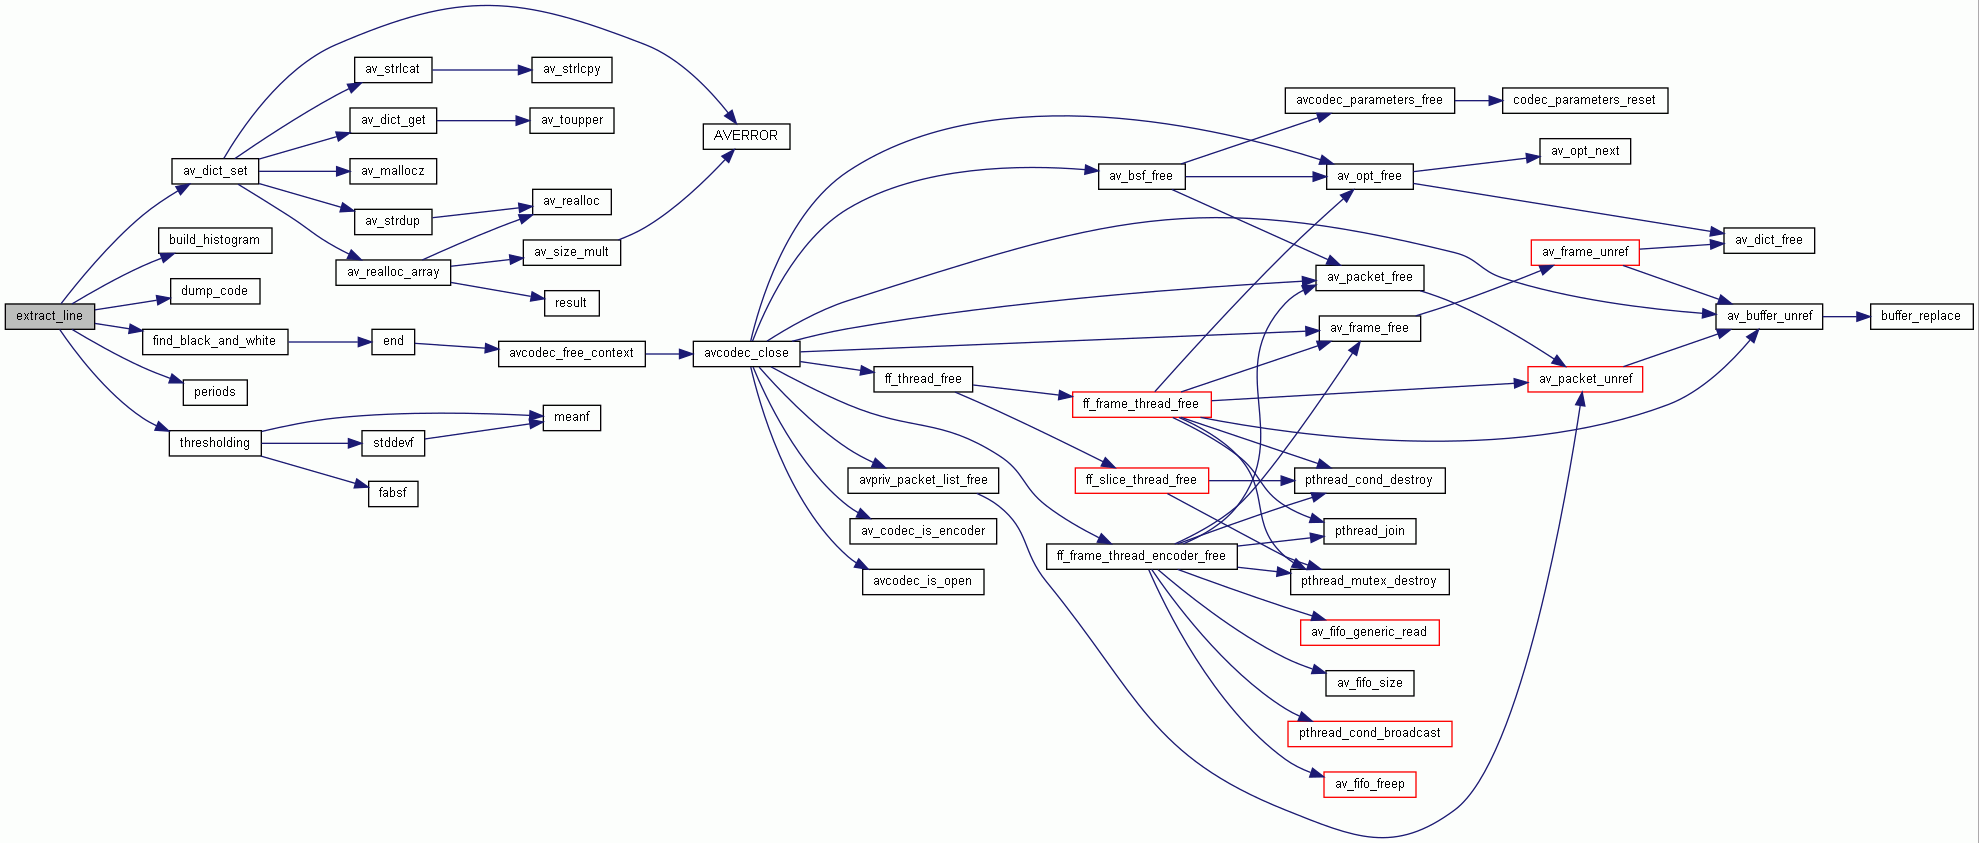 extract_line
av_dict_set
build_histogram
dump_code
find_black_and_white
periods
thresholding
av_strlcat
av_dict_get
av_mallocz
av_strdup
av_realloc_array
end
stddevf
fabsf
av_strlcpy
av_toupper
av_realloc
av_size_mult
result
avcodec_free_context
meanf
AVERROR
avcodec_close
ff_thread_free
avpriv_packet_list_free
av_codec_is_encoder
avcodec_is_open
av_bsf_free
ff_frame_thread_free
ff_slice_thread_free
ff_frame_thread_encoder_free
avcodec_parameters_free
av_opt_free
av_packet_free
av_frame_free
pthread_cond_destroy
pthread_join
pthread_mutex_destroy
av_fifo_generic_read
av_fifo_size
pthread_cond_broadcast
av_fifo_freep
codec_parameters_reset
av_opt_next
av_frame_unref
av_packet_unref
av_dict_free
av_buffer_unref
buffer_replace